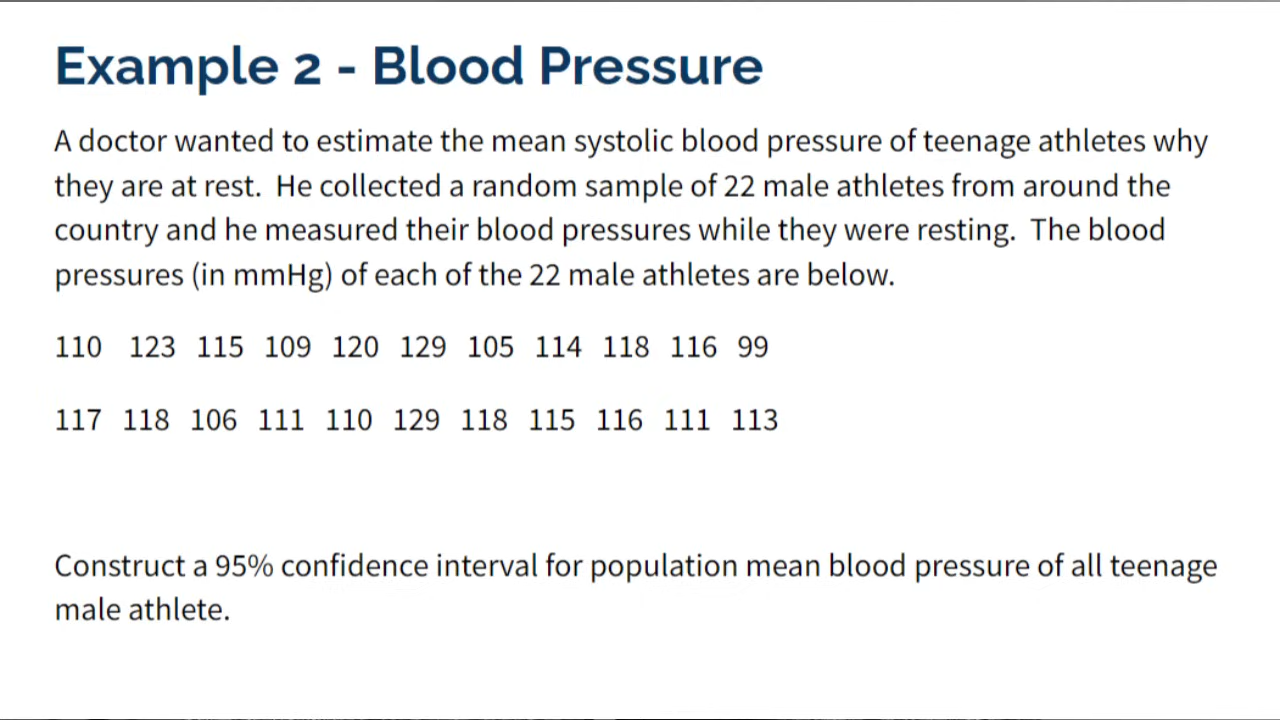 Example 2 - Blood Pressure
A doctor wanted to estimate the mean systolic blood pressure of teenage athletes why
they are at rest. He collected a random sample of 22 male athletes from around the
country and he measured their blood pressures while they were resting. The blood
pressures (in mmHg) of each of the 22 male athletes are below.
110 123 115 109 120 129 105 114 118 116 99
117 118 106 111 110 129 118 115 116 111 113
Construct a 95% confidence interval for population mean blood pressure of all teenage
male athlete.